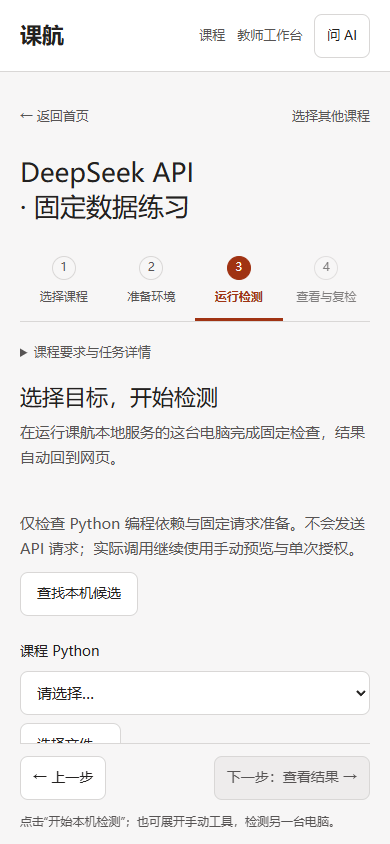 课航
课程 教师工作台 问 AI
← 返回首页 选择其他课程
DeepSeek API
· 固定数据练习
1 2 3 4
选择课程 准备环境 运行检测 查看与复检
▶ 课程要求与任务详情
选择目标，开始检测
在运行课航本地服务的这台电脑完成固定检查，结果
自动回到网页。
仅检查 Python 编程依赖与固定请求准备。不会发送
API 请求；实际调用继续使用手动预览与单次授权。
查找本机候选
课程 Python
请选择...
← 上一步 下一步：查看结果 →
点击“开始本机检测”；也可展开手动工具，检测另一台电脑。